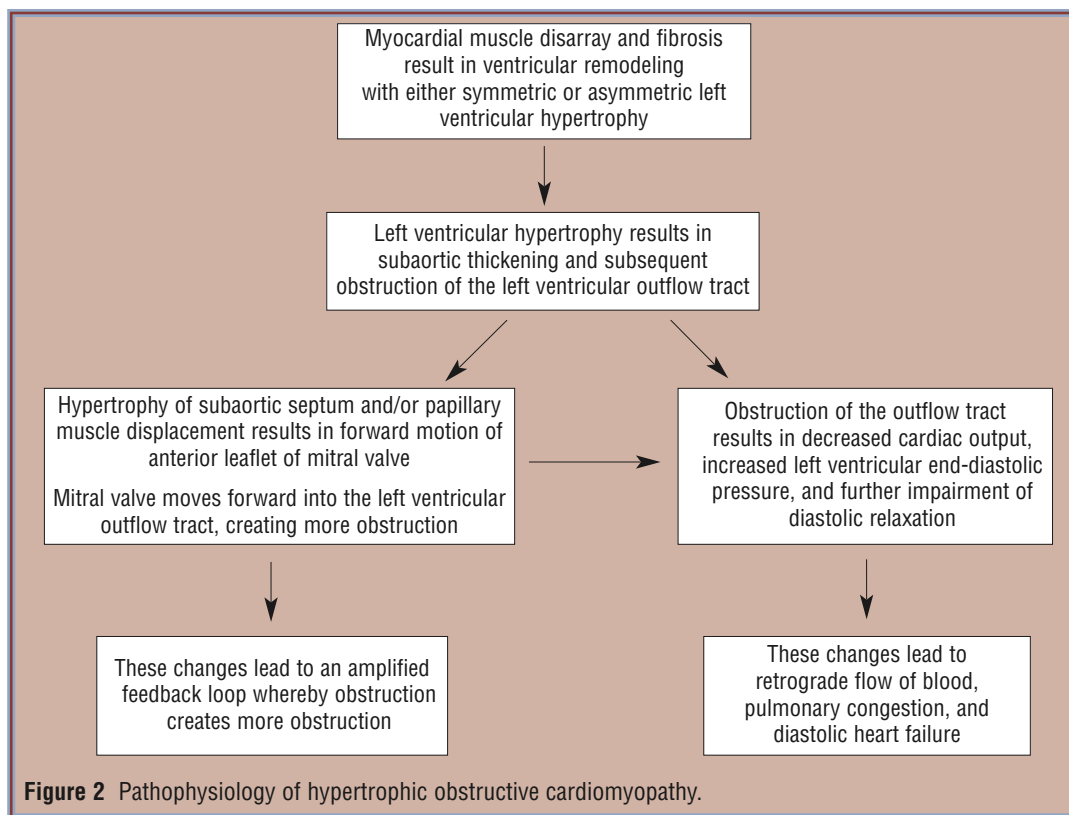 Myocardial muscle disarray and fibrosis
result in ventricular remodeling
with either symmetric or asymmetric left
ventricular hypertrophy
Left ventricular hypertrophy results in
subaortic thickening and subsequent
obstruction of the left ventricular outflow tract
Hypertrophy of subaortic septum and/or papillary
muscle displacement results in forward motion of
anterior leaflet of mitral valve
Mitral valve moves forward into the left ventricular
outflow tract, creating more obstruction
Obstruction of the outflow tract
results in decreased cardiac output,
increased left ventricular end-diastolic
pressure, and further impairment of
diastolic relaxation
These changes lead to an amplified
feedback loop whereby obstruction
creates more obstruction
These changes lead to
retrograde flow of blood,
pulmonary congestion, and
diastolic heart failure
Figure 2 Pathophysiology of hypertrophic obstructive cardiomyopathy.